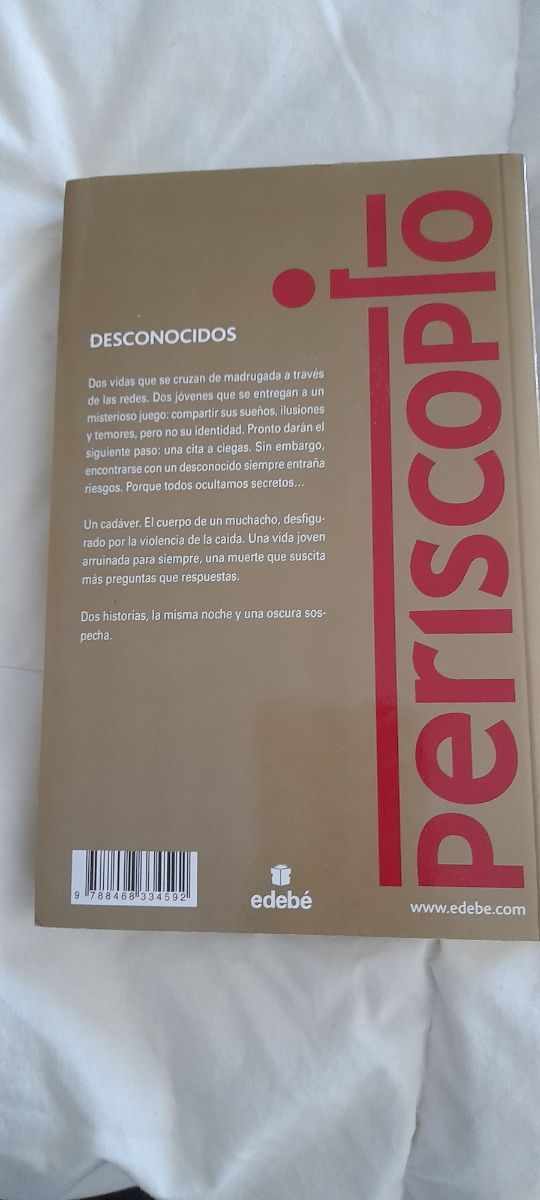 DESCONOCIDOS
Dos vidas que se cruzan de madrugada a través
de las redes. Dos jóvenes que se entregan a un
misterioso juego: compartir sus sueños, ilusiones
y temores, pero no su identidad. Pronto darán el
siguiente paso: una cita a ciegas. Sin embargo,
encontrarse con un desconocido siempre entraña
riesgos. Porque todos ocultamos secretos...
Un cadáver. El cuerpo de un muchacho, desfigu-
rado por la violencia de la caída. Una vida joven
arruinada para siempre, una muerte que suscita
más preguntas que respuestas.
Dos historias, la misma noche y una oscura sos-
pecha.
periscopio
9 788468 334592
edebé
www.edebe.com